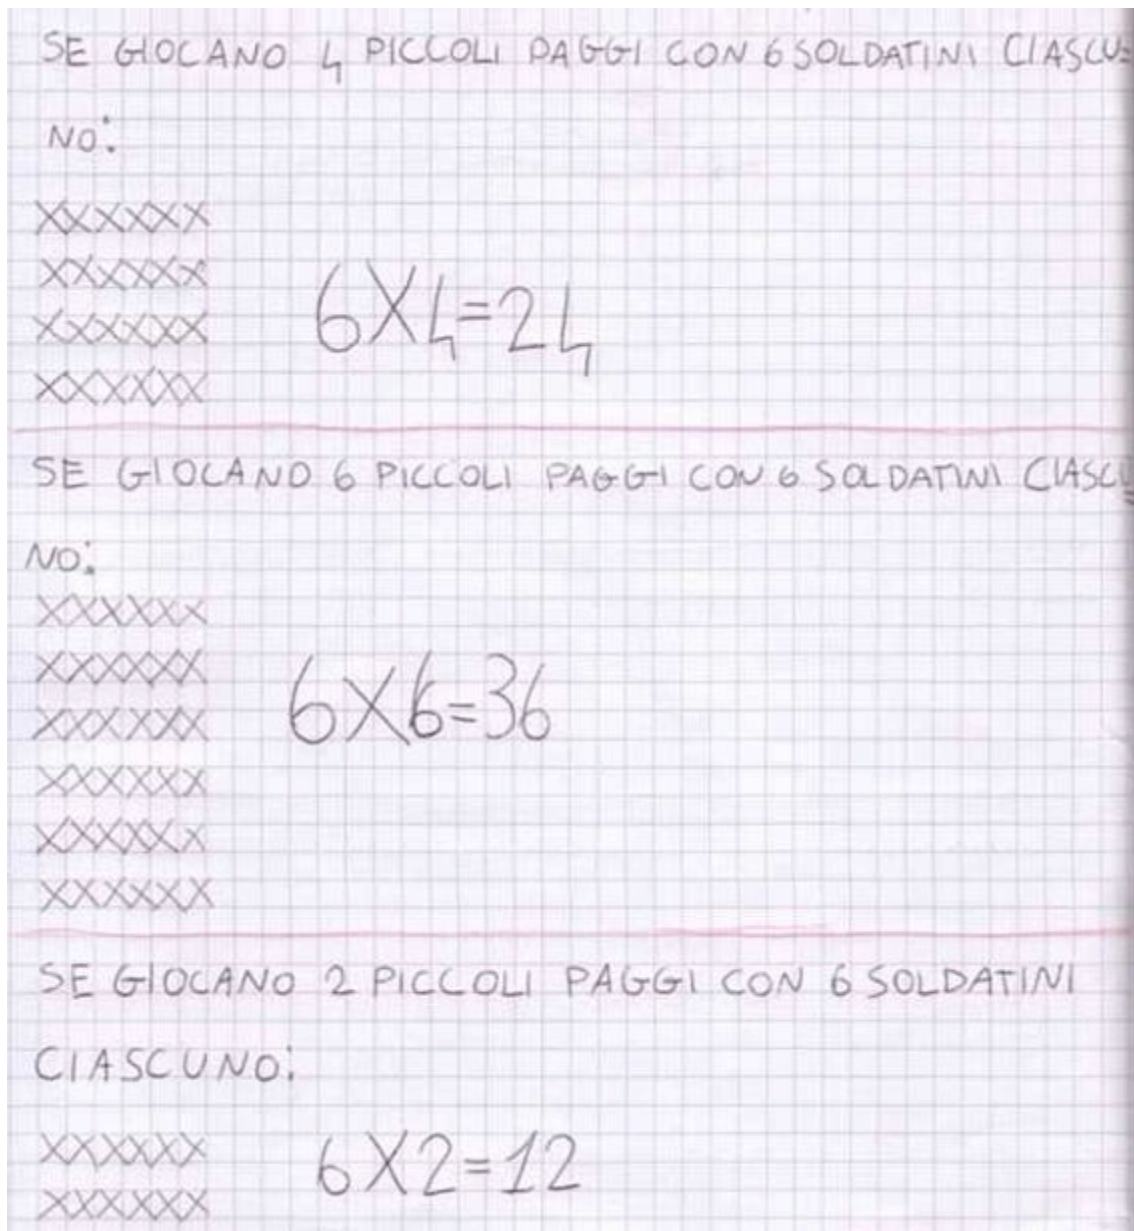 SE GIOCANO 4 PICCOLI PAGGI CON 6 SOLDATINI CIASCU=
NO:
XXXXXX
XXXXXX
XXXXXX
XXXXXX
6X4=24
SE GIOCANO 6 PICCOLI PAGGI CON 6 SOLDATINI CIASCU=
NO:
XXXXXX
XXXXXX
XXXXXX
XXXXXX
XXXXXX
XXXXXX
6X6=36
SE GIOCANO 2 PICCOLI PAGGI CON 6 SOLDATINI
CIASCUNO:
XXXXXX
XXXXXX
6X2=12